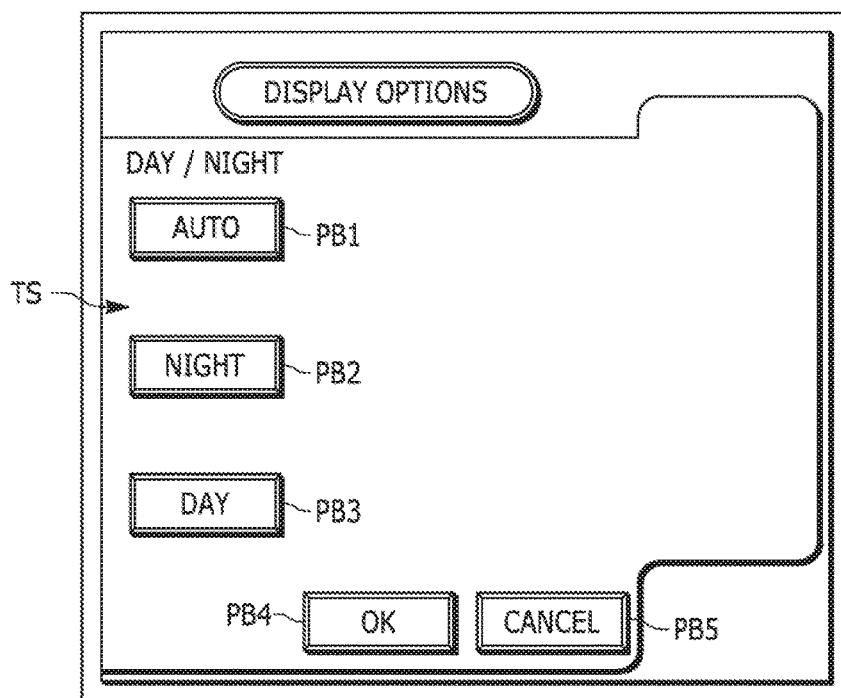 DISPLAY OPTIONS
DAY / NIGHT
AUTO PB1
TS
NIGHT PB2
DAY PB3
PB4 OK CANCEL PB5